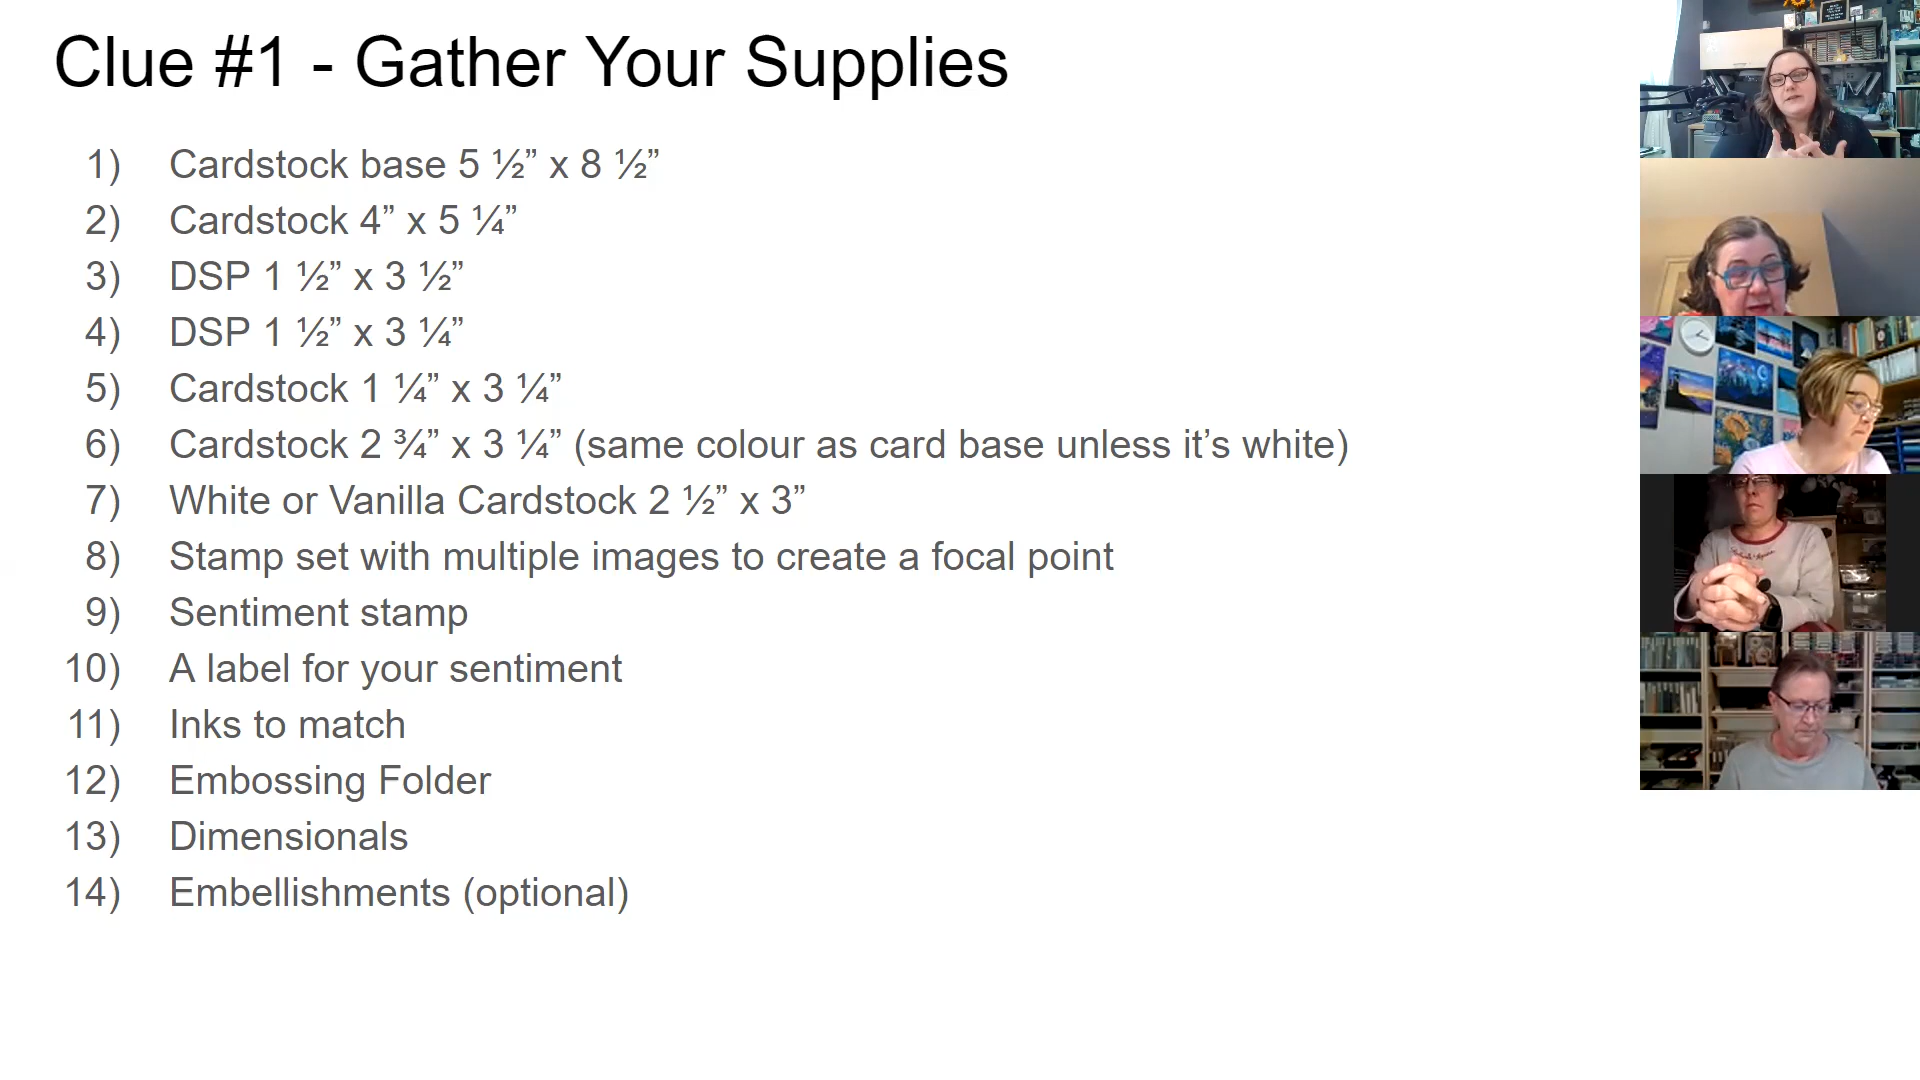 Clue #1 - Gather Your Supplies
1) Cardstock base 5 ½” x 8 ½”
2) Cardstock 4” x 5 ¼”
3) DSP 1 ½” x 3 ½”
4) DSP 1 ½” x 3 ¼”
5) Cardstock 1 ¼” x 3 ¼”
6) Cardstock 2 ¾” x 3 ¼” (same colour as card base unless it’s white)
7) White or Vanilla Cardstock 2 ½” x 3”
8) Stamp set with multiple images to create a focal point
9) Sentiment stamp
10) A label for your sentiment
11) Inks to match
12) Embossing Folder
13) Dimensionals
14) Embellishments (optional)